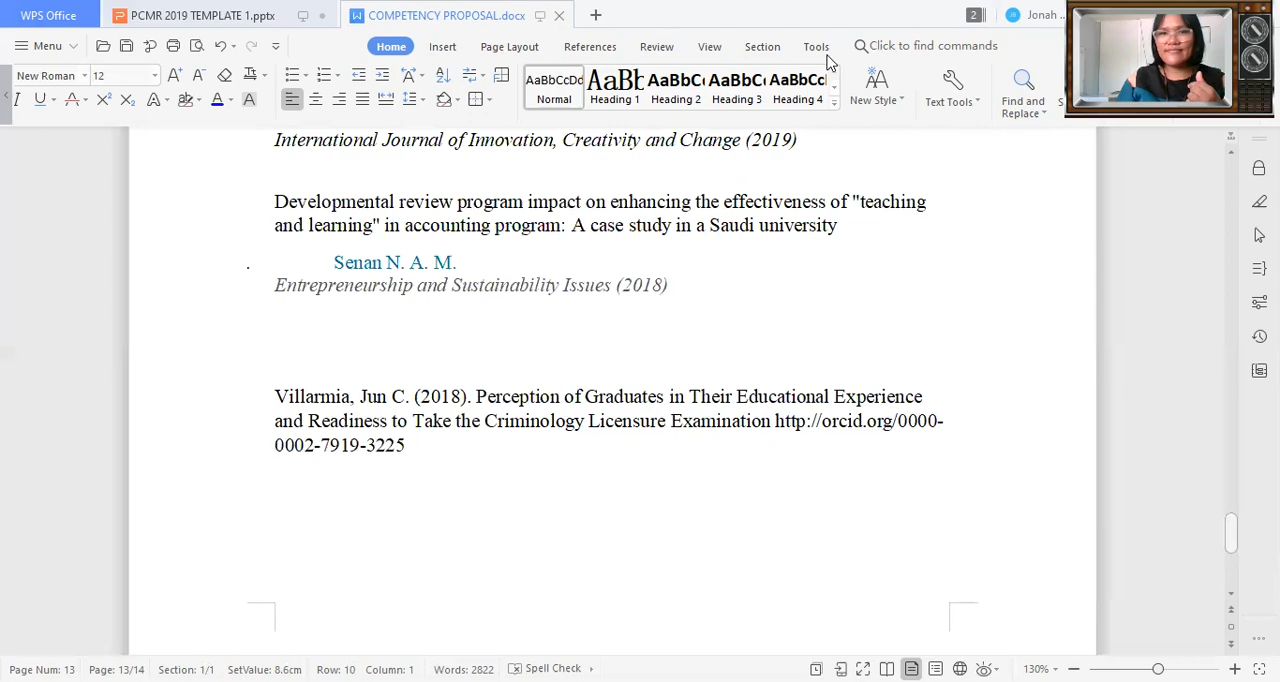 WPS Office
PCMR 2019 TEMPLATE 1.pptx
COMPETENCY PROPOSAL.docx
2
Jonah
Menu
Home
Insert
Page Layout
References
Review
View
Section
Tools
Click to find commands
New Roman
12
AaBbCcDd
AaBb
AaBbC
AaBbC
AaBbC
Normal
Heading 1
Heading 2
Heading 3
Heading 4
New Style
Text Tools
Find and
Replace
International Journal of Innovation, Creativity and Change (2019)
Developmental review program impact on enhancing the effectiveness of "teaching
and learning" in accounting program: A case study in a Saudi university
. Senan N. A. M.
Entrepreneurship and Sustainability Issues (2018)
Villarmia, Jun C. (2018). Perception of Graduates in Their Educational Experience
and Readiness to Take the Criminology Licensure Examination http://orcid.org/0000-
0002-7919-3225
Page Num: 13
Page: 13/14
Section: 1/1
SetValue: 8.6cm
Row: 10
Column: 1
Words: 2822
Spell Check
130%